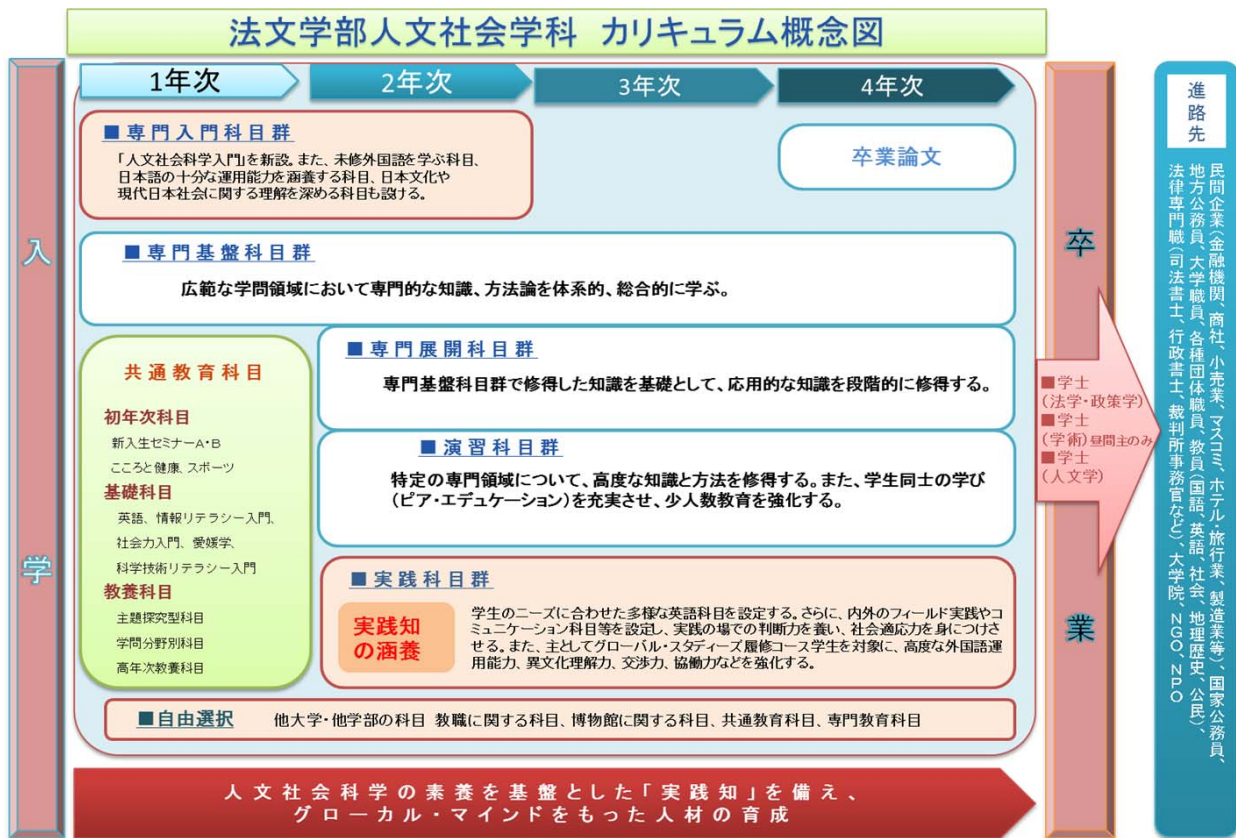 法文学部人文社会学科 カリキュラム概念図
入学
1年次
2年次
3年次
4年次
■専門入門科目群
「人文社会科学入門」を新設。また、未修外国語を学ぶ科目、
日本語の十分な運用能力を涵養する科目、日本文化や
現代日本社会に関する理解を深める科目も設ける。
卒業論文
■専門基盤科目群
広範な学問領域において専門的な知識、方法論を体系的、総合的に学ぶ。
共通教育科目
初年次科目
新入生セミナーA・B
こころと健康、スポーツ
基礎科目
英語、情報リテラシー入門、
社会力入門、愛媛学、
科学技術リテラシー入門
教養科目
主題探究型科目
学問分野別科目
高年次教養科目
■専門展開科目群
専門基盤科目群で修得した知識を基礎として、応用的な知識を段階的に修得する。
■演習科目群
特定の専門領域について、高度な知識と方法を修得する。また、学生同士の学び
(ピア・エデュケーション)を充実させ、少人数教育を強化する。
■実践科目群
実践知
の涵養
学生のニーズに合わせた多様な英語科目を設定する。さらに、内外のフィールド実践やコ
ミュニケーション科目等を設定し、実践の場での判断力を養い、社会適応力を身につけさ
せる。また、主としてグローバル・スタディーズ履修コース学生を対象に、高度な外国語運
用能力、異文化理解力、交渉力、協働力などを強化する。
■自由選択
他大学・他学部の科目 教職に関する科目、博物館に関する科目、共通教育科目、専門教育科目
人文社会科学の素養を基盤とした「実践知」を備え、
グローカル・マインドをもった人材の育成
卒業
■学士
(法学・政策学)
■学士
(学術)昼間主のみ
■学士
(人文学)
進路先
民間企業(金融機関、商社、小売業、マスコミ、ホテル・旅行業、製造業等)、国家公務員、
地方公務員、大学職員、各種団体職員、教員(国語、英語、社会、地理歴史、公民)、
法律専門職(司法書士、行政書士、裁判所事務官など)、大学院、NGO、NPO